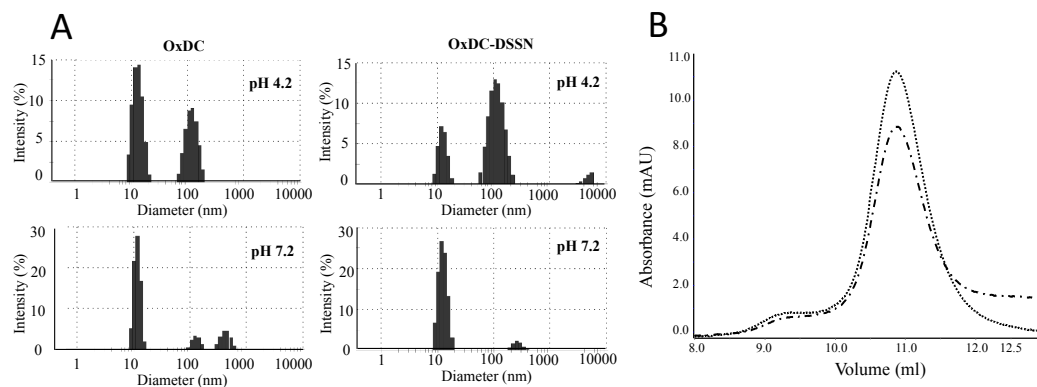 A
B
OxDC
OxDC-DSSN
15
10
5
0
Intensity (%)
pH 4.2
1 10 100 1000 10000
Diameter (nm)
15
10
5
0
Intensity (%)
pH 4.2
1 10 100 1000 10000
Diameter (nm)
30
20
10
0
Intensity (%)
pH 7.2
1 10 100 1000 10000
Diameter (nm)
30
20
10
0
Intensity (%)
pH 7.2
1 10 100 1000 10000
Diameter (nm)
11.0
10.0
8.0
6.0
4.0
2.0
0.0
Absorbance (mAU)
8.0 9.0 10.0 11.0 12.0 12.5
Volume (ml)